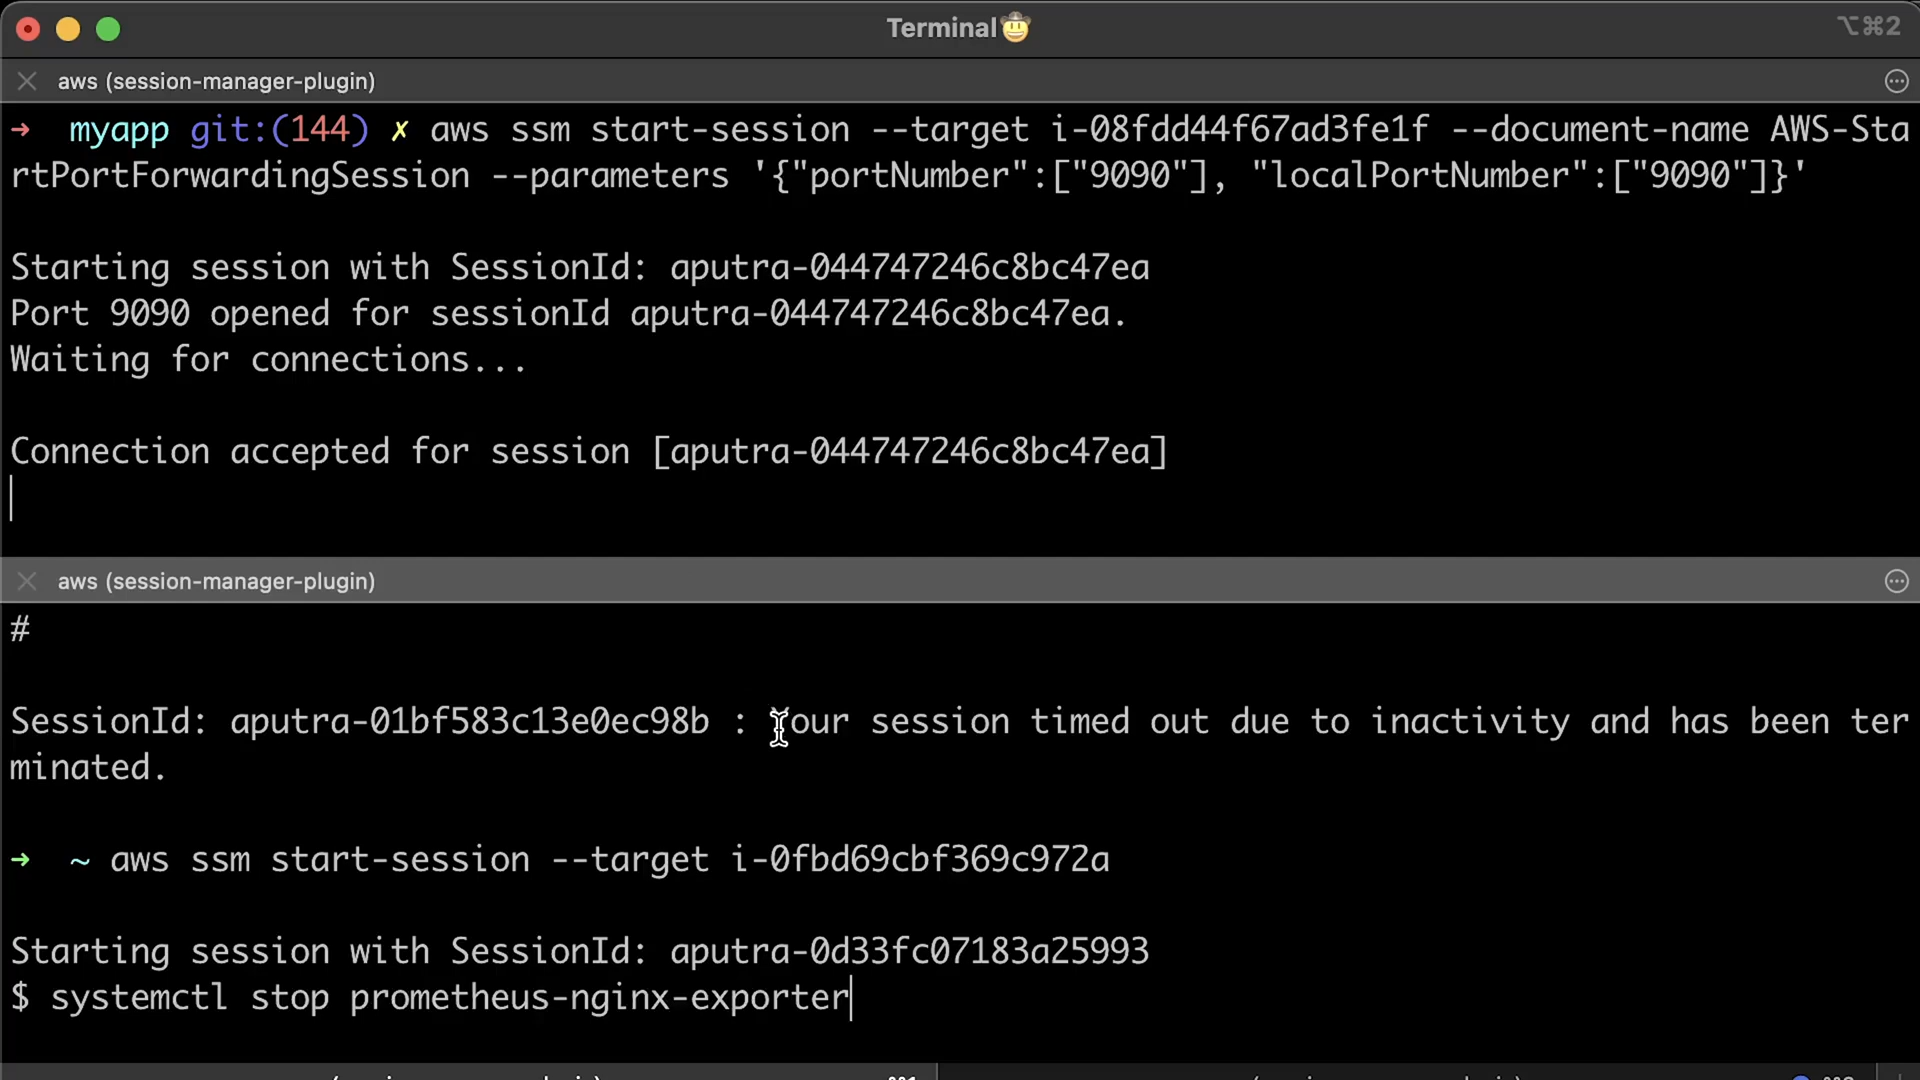 Terminal🤠
⌥⌘2
aws (session-manager-plugin)
➜ myapp git:(144) ✗ aws ssm start-session --target i-08fdd44f67ad3fe1f --document-name AWS-Sta
rtPortForwardingSession --parameters '{"portNumber":["9090"], "localPortNumber":["9090"]}'
Starting session with SessionId: aputra-044747246c8bc47ea
Port 9090 opened for sessionId aputra-044747246c8bc47ea.
Waiting for connections...
Connection accepted for session [aputra-044747246c8bc47ea]
aws (session-manager-plugin)
#
SessionId: aputra-01bf583c13e0ec98b : Your session timed out due to inactivity and has been ter
minated.
➜ ~ aws ssm start-session --target i-0fbd69cbf369c972a
Starting session with SessionId: aputra-0d33fc07183a25993
$ systemctl stop prometheus-nginx-exporter